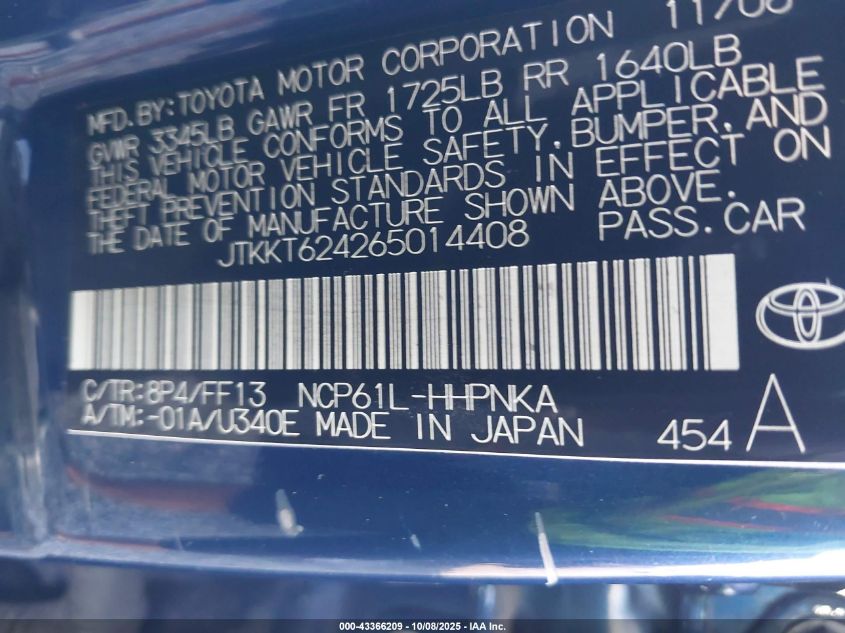 MFD. BY: TOYOTA MOTOR CORPORATION
GVWR 3345LB GAWR FR 1725LB RR 1640LB
THIS VEHICLE CONFORMS TO ALL APPLICABLE
FEDERAL MOTOR VEHICLE SAFETY, BUMPER, AND
THEFT PREVENTION STANDARDS IN EFFECT ON
THE DATE OF MANUFACTURE SHOWN ABOVE.
JTKKT624265014408 PASS. CAR
C/TR: 8P4/FF13 NCP61L-HHPNKA
A/TM: -01A/U340E MADE IN JAPAN 454 A
000-43366209 - 10/08/2025 - IAA Inc.